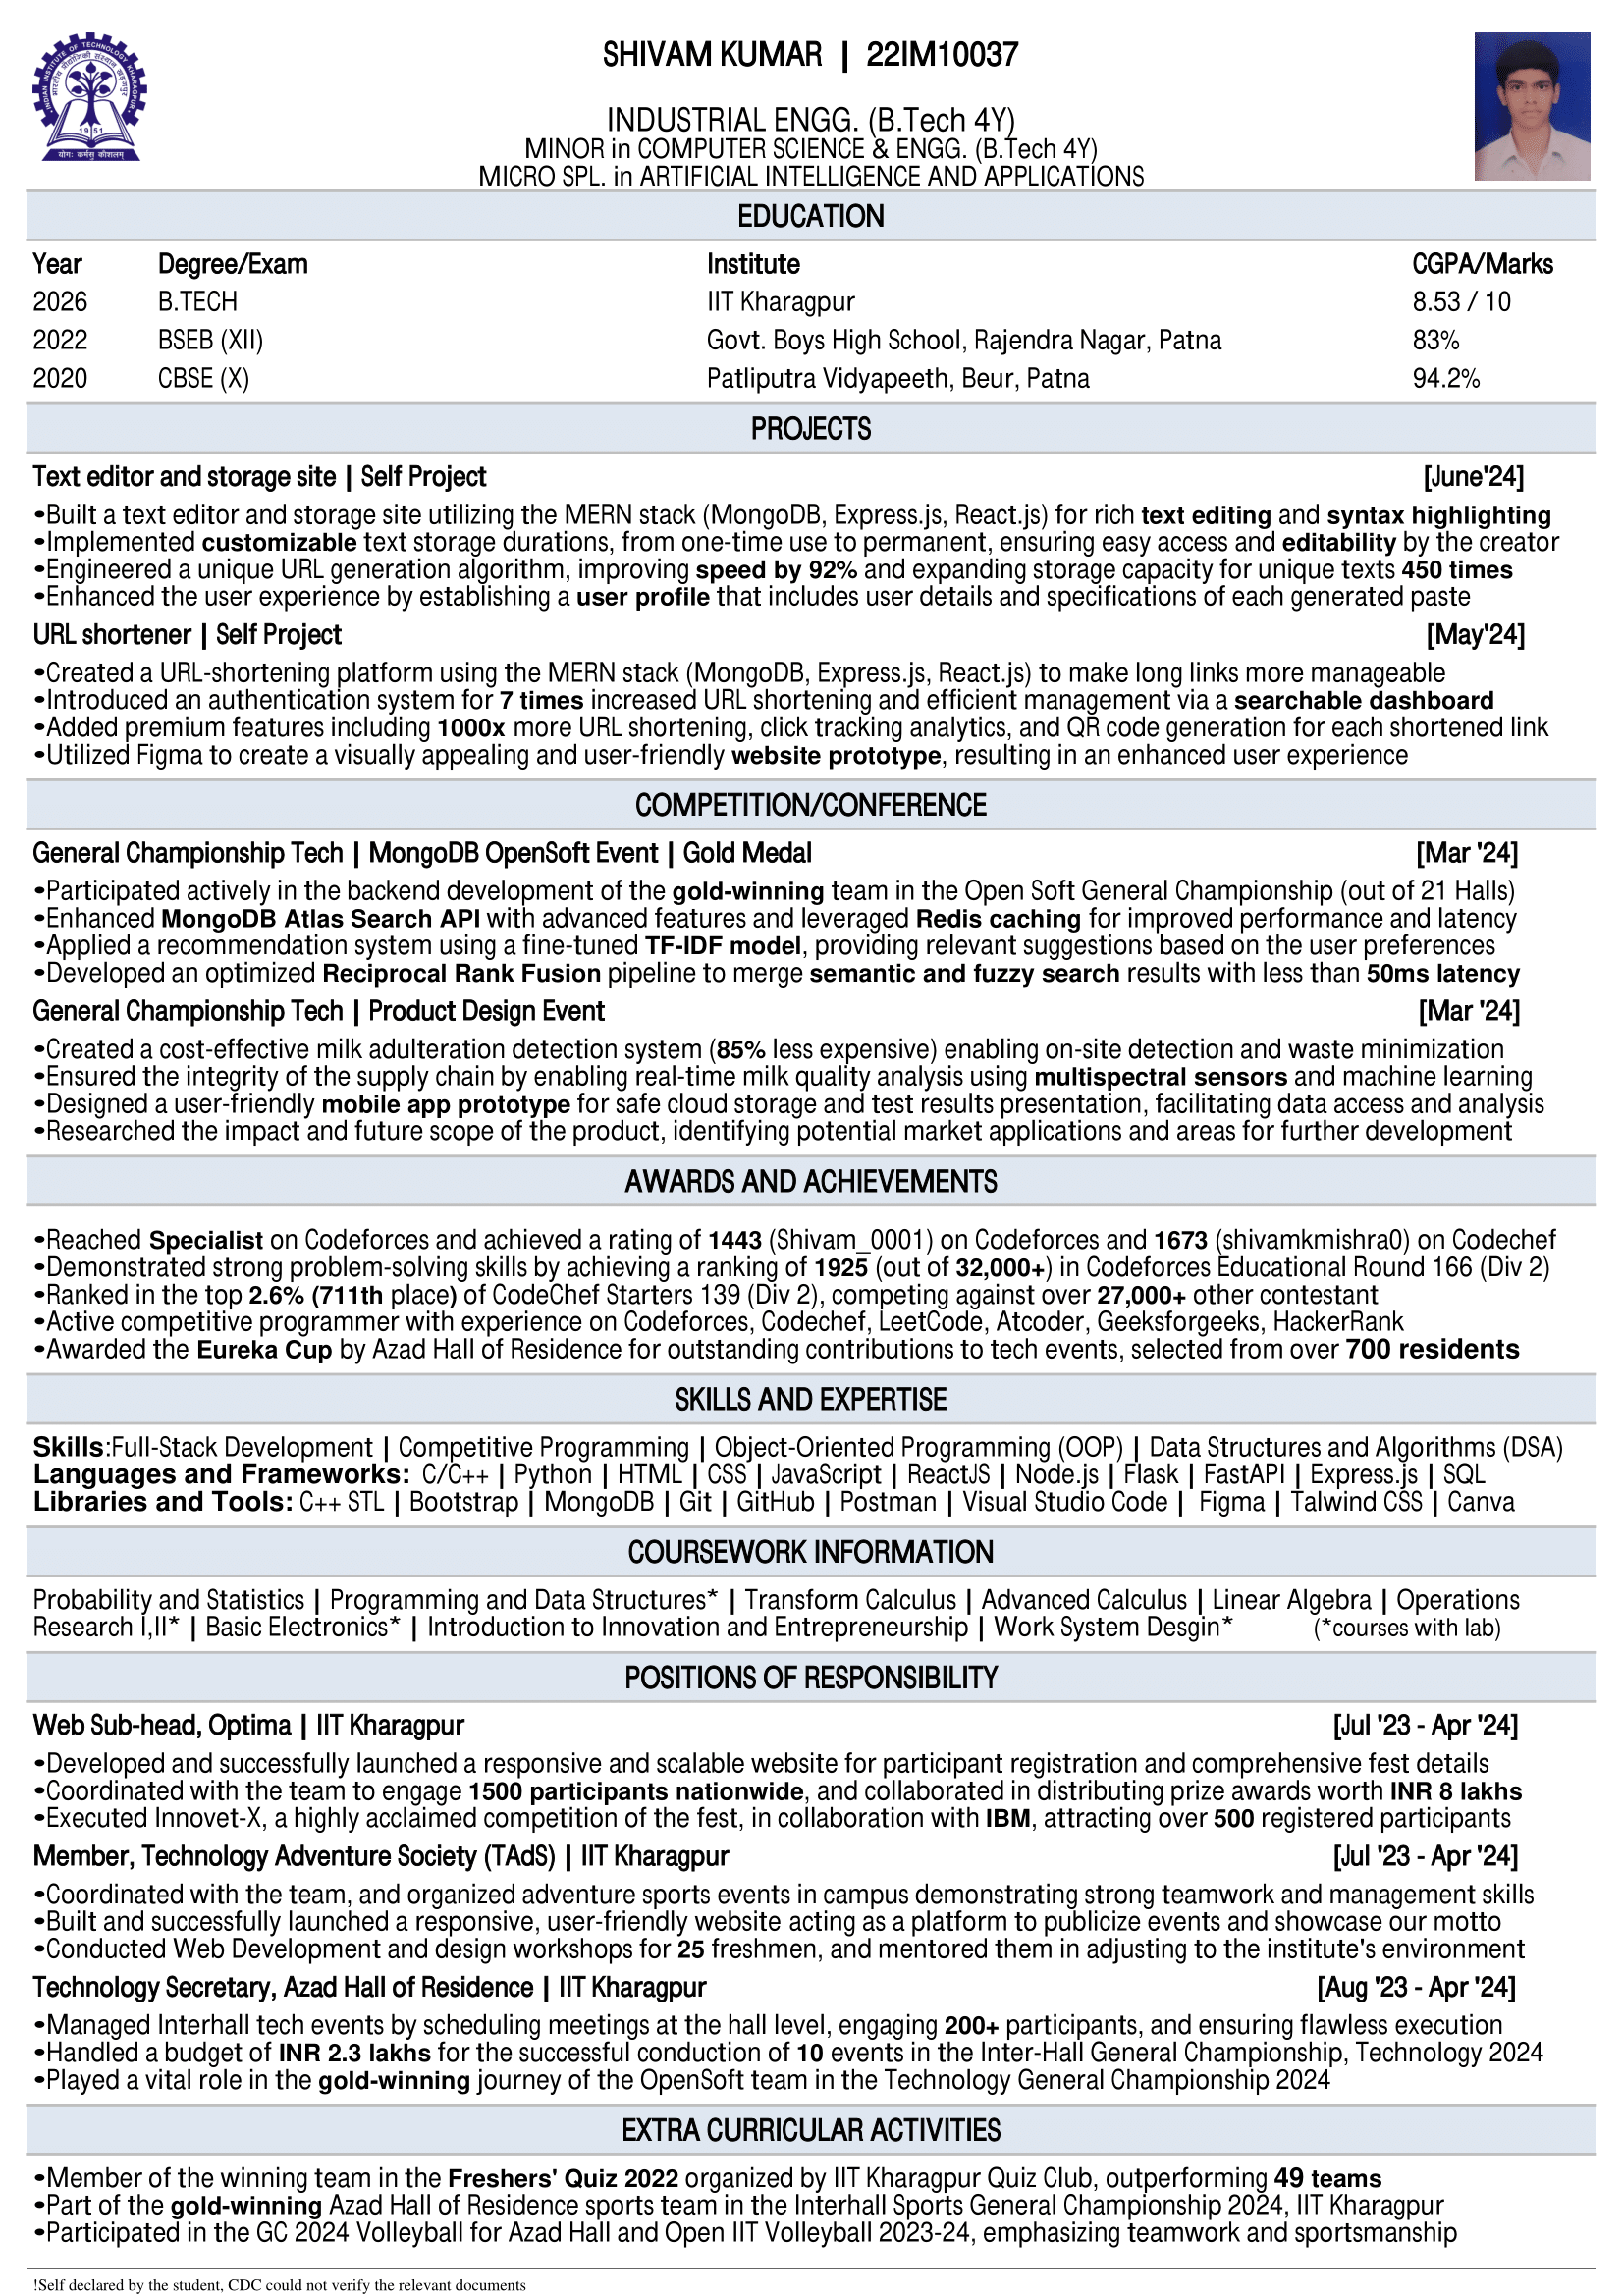 INDIAN INSTITUTE OF TECHNOLOGY KHARAGPUR
भारतीय प्रौद्योगिकी संस्थान खड़गपुर
1951
योगः कर्मसु कौशलम्
SHIVAM KUMAR | 22IM10037
INDUSTRIAL ENGG. (B.Tech 4Y)
MINOR in COMPUTER SCIENCE & ENGG. (B.Tech 4Y)
MICRO SPL. in ARTIFICIAL INTELLIGENCE AND APPLICATIONS
EDUCATION
Year Degree/Exam Institute CGPA/Marks
2026 B.TECH IIT Kharagpur 8.53 / 10
2022 BSEB (XII) Govt. Boys High School, Rajendra Nagar, Patna 83%
2020 CBSE (X) Patliputra Vidyapeeth, Beur, Patna 94.2%
PROJECTS
Text editor and storage site | Self Project [June'24]
•Built a text editor and storage site utilizing the MERN stack (MongoDB, Express.js, React.js) for rich text editing and syntax highlighting
•Implemented customizable text storage durations, from one-time use to permanent, ensuring easy access and editability by the creator
•Engineered a unique URL generation algorithm, improving speed by 92% and expanding storage capacity for unique texts 450 times
•Enhanced the user experience by establishing a user profile that includes user details and specifications of each generated paste
URL shortener | Self Project [May'24]
•Created a URL-shortening platform using the MERN stack (MongoDB, Express.js, React.js) to make long links more manageable
•Introduced an authentication system for 7 times increased URL shortening and efficient management via a searchable dashboard
•Added premium features including 1000x more URL shortening, click tracking analytics, and QR code generation for each shortened link
•Utilized Figma to create a visually appealing and user-friendly website prototype, resulting in an enhanced user experience
COMPETITION/CONFERENCE
General Championship Tech | MongoDB OpenSoft Event | Gold Medal [Mar '24]
•Participated actively in the backend development of the gold-winning team in the Open Soft General Championship (out of 21 Halls)
•Enhanced MongoDB Atlas Search API with advanced features and leveraged Redis caching for improved performance and latency
•Applied a recommendation system using a fine-tuned TF-IDF model, providing relevant suggestions based on the user preferences
•Developed an optimized Reciprocal Rank Fusion pipeline to merge semantic and fuzzy search results with less than 50ms latency
General Championship Tech | Product Design Event [Mar '24]
•Created a cost-effective milk adulteration detection system (85% less expensive) enabling on-site detection and waste minimization
•Ensured the integrity of the supply chain by enabling real-time milk quality analysis using multispectral sensors and machine learning
•Designed a user-friendly mobile app prototype for safe cloud storage and test results presentation, facilitating data access and analysis
•Researched the impact and future scope of the product, identifying potential market applications and areas for further development
AWARDS AND ACHIEVEMENTS
•Reached Specialist on Codeforces and achieved a rating of 1443 (Shivam_0001) on Codeforces and 1673 (shivamkmishra0) on Codechef
•Demonstrated strong problem-solving skills by achieving a ranking of 1925 (out of 32,000+) in Codeforces Educational Round 166 (Div 2)
•Ranked in the top 2.6% (711th place) of CodeChef Starters 139 (Div 2), competing against over 27,000+ other contestant
•Active competitive programmer with experience on Codeforces, Codechef, LeetCode, Atcoder, Geeksforgeeks, HackerRank
•Awarded the Eureka Cup by Azad Hall of Residence for outstanding contributions to tech events, selected from over 700 residents
SKILLS AND EXPERTISE
Skills:Full-Stack Development | Competitive Programming | Object-Oriented Programming (OOP) | Data Structures and Algorithms (DSA)
Languages and Frameworks: C/C++ | Python | HTML | CSS | JavaScript | ReactJS | Node.js | Flask | FastAPI | Express.js | SQL
Libraries and Tools: C++ STL | Bootstrap | MongoDB | Git | GitHub | Postman | Visual Studio Code | Figma | Talwind CSS | Canva
COURSEWORK INFORMATION
Probability and Statistics | Programming and Data Structures* | Transform Calculus | Advanced Calculus | Linear Algebra | Operations
Research I,II* | Basic Electronics* | Introduction to Innovation and Entrepreneurship | Work System Desgin* (*courses with lab)
POSITIONS OF RESPONSIBILITY
Web Sub-head, Optima | IIT Kharagpur [Jul '23 - Apr '24]
•Developed and successfully launched a responsive and scalable website for participant registration and comprehensive fest details
•Coordinated with the team to engage 1500 participants nationwide, and collaborated in distributing prize awards worth INR 8 lakhs
•Executed Innovet-X, a highly acclaimed competition of the fest, in collaboration with IBM, attracting over 500 registered participants
Member, Technology Adventure Society (TAdS) | IIT Kharagpur [Jul '23 - Apr '24]
•Coordinated with the team, and organized adventure sports events in campus demonstrating strong teamwork and management skills
•Built and successfully launched a responsive, user-friendly website acting as a platform to publicize events and showcase our motto
•Conducted Web Development and design workshops for 25 freshmen, and mentored them in adjusting to the institute's environment
Technology Secretary, Azad Hall of Residence | IIT Kharagpur [Aug '23 - Apr '24]
•Managed Interhall tech events by scheduling meetings at the hall level, engaging 200+ participants, and ensuring flawless execution
•Handled a budget of INR 2.3 lakhs for the successful conduction of 10 events in the Inter-Hall General Championship, Technology 2024
•Played a vital role in the gold-winning journey of the OpenSoft team in the Technology General Championship 2024
EXTRA CURRICULAR ACTIVITIES
•Member of the winning team in the Freshers' Quiz 2022 organized by IIT Kharagpur Quiz Club, outperforming 49 teams
•Part of the gold-winning Azad Hall of Residence sports team in the Interhall Sports General Championship 2024, IIT Kharagpur
•Participated in the GC 2024 Volleyball for Azad Hall and Open IIT Volleyball 2023-24, emphasizing teamwork and sportsmanship
!Self declared by the student, CDC could not verify the relevant documents